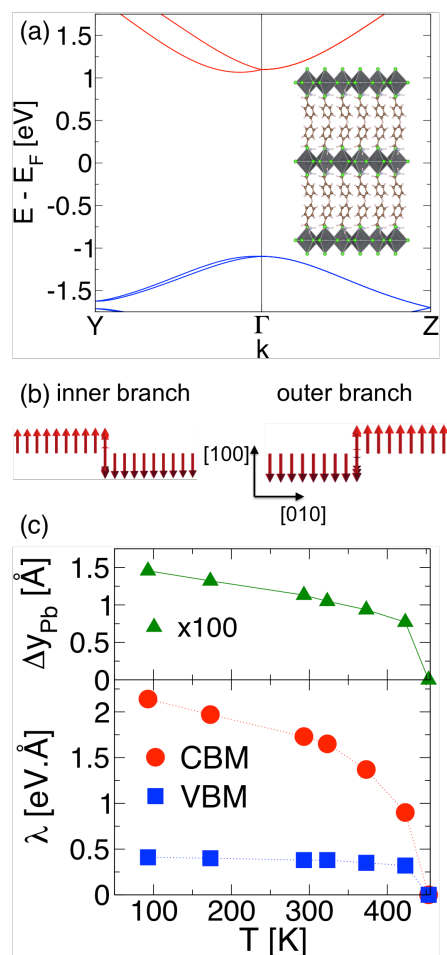 (a)
1.5
1
0.5
0
-0.5
-1
-1.5
E - E_F [eV]
Y Γ Z
k
(b) inner branch outer branch
[100]
[010]
(c)
1.5
1
0.5
0
Δy_Pb [Å]
x100
2
1.5
1
0.5
0
λ [eV.Å]
CBM
VBM
100 200 300 400
T [K]